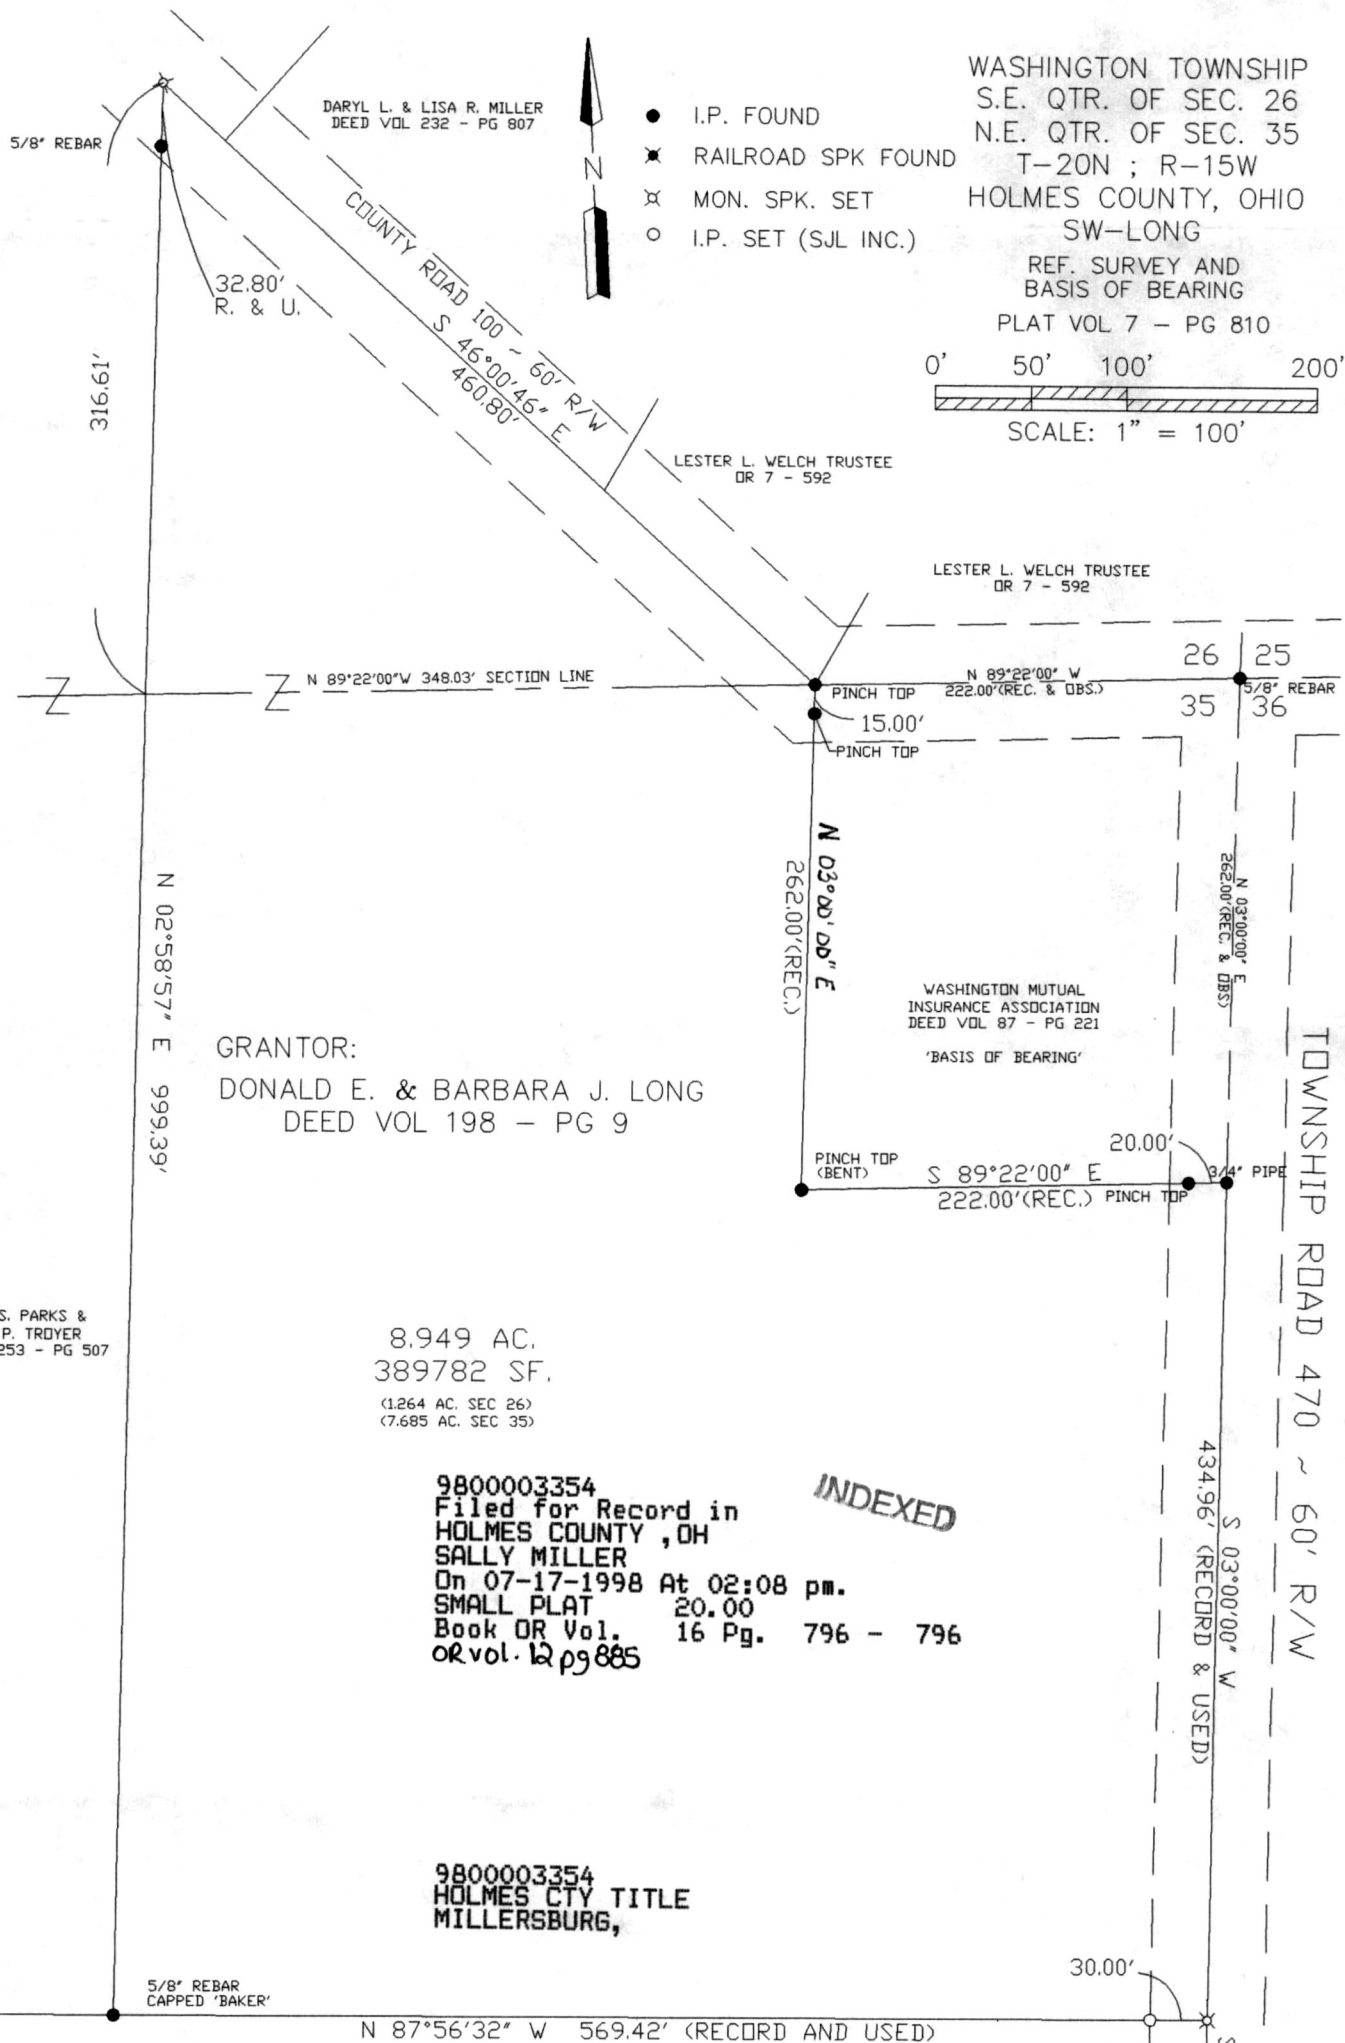 WASHINGTON TOWNSHIP
S.E. QTR. OF SEC. 26
N.E. QTR. OF SEC. 35
T-20N ; R-15W
HOLMES COUNTY, OHIO
SW-LONG
REF. SURVEY AND
BASIS OF BEARING
PLAT VOL 7 - PG 810
0' 50' 100' 200'
SCALE: 1" = 100'
I.P. FOUND
RAILROAD SPK FOUND
MON. SPK. SET
I.P. SET (SJL INC.)
N
DARYL L. & LISA R. MILLER
DEED VOL 232 - PG 807
5/8" REBAR
32.80'
R. & U.
316.61'
COUNTY ROAD 100 ~ 60' R/W
S 46°00'46" E
460.80'
LESTER L. WELCH TRUSTEE
OR 7 - 592
LESTER L. WELCH TRUSTEE
OR 7 - 592
N 89°22'00"W 348.03' SECTION LINE
N 89°22'00" W
222.00'(REC. & OBS.)
26 25
35 36
5/8" REBAR
PINCH TOP
15.00'
PINCH TOP
N 03°00'00" E
262.00'(REC.)
N 03°00'00" E
262.00'(REC. & OBS)
WASHINGTON MUTUAL
INSURANCE ASSOCIATION
DEED VOL 87 - PG 221
'BASIS OF BEARING'
N 02°58'57" E 999.39'
GRANTOR:
DONALD E. & BARBARA J. LONG
DEED VOL 198 - PG 9
PINCH TOP
(BENT)
S 89°22'00" E
222.00'(REC.)
PINCH TOP
20.00'
3/4" PIPE
TOWNSHIP ROAD 470 ~ 60' R/W
S. PARKS &
P. TROYER
253 - PG 507
8.949 AC.
389782 SF.
(1.264 AC. SEC 26)
(7.685 AC. SEC 35)
S 03°00'00" W
434.96' (RECORD & USED)
9800003354
Filed for Record in
HOLMES COUNTY ,OH
SALLY MILLER
On 07-17-1998 At 02:08 pm.
SMALL PLAT 20.00
Book OR Vol. 16 Pg. 796 - 796
OR vol. 12 pg 885
INDEXED
9800003354
HOLMES CTY TITLE
MILLERSBURG,
30.00'
5/8" REBAR
CAPPED 'BAKER'
N 87°56'32" W 569.42' (RECORD AND USED)